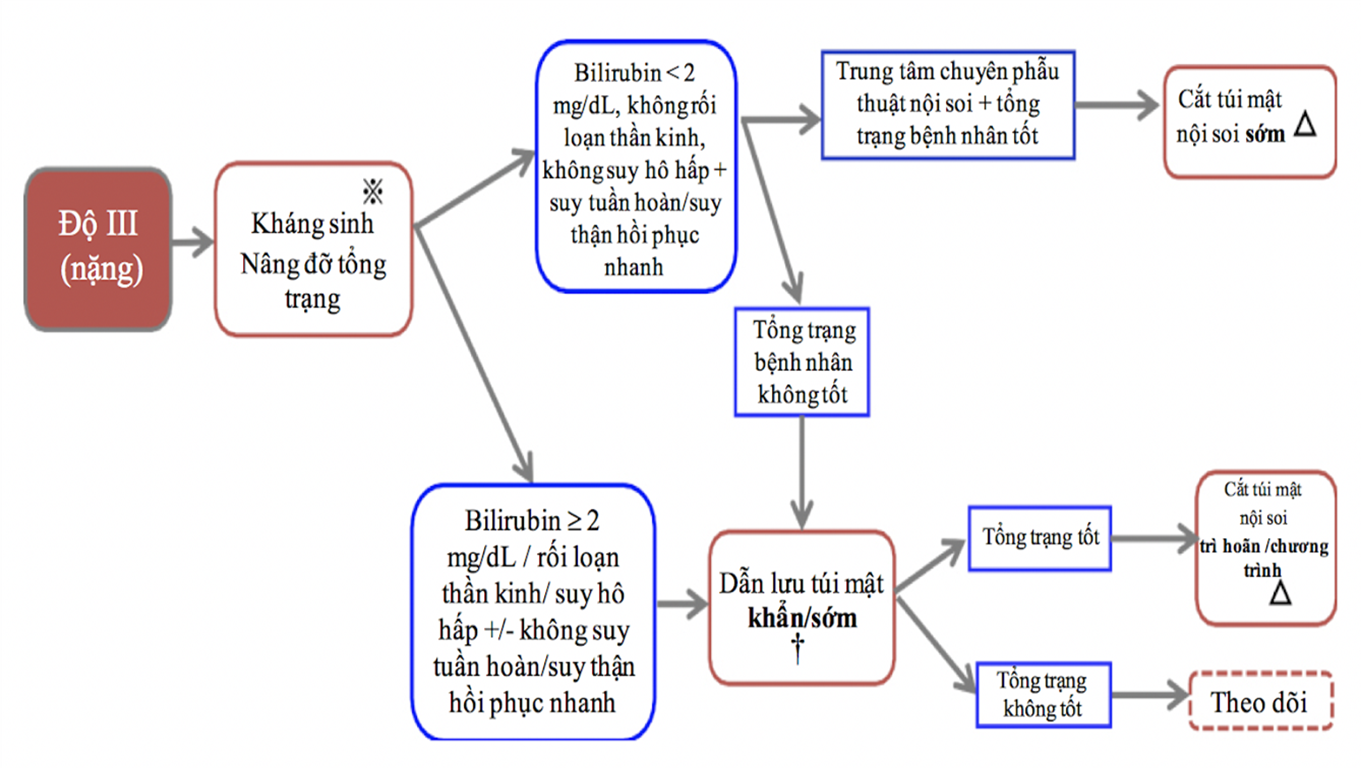 Độ III
(nặng)
※
Kháng sinh
Nâng đỡ tổng
trạng
Bilirubin < 2
mg/dL, không rối
loạn thần kinh,
không suy hô hấp +
suy tuần hoàn/suy
thận hồi phục
nhanh
Trung tâm chuyên phẫu
thuật nội soi + tổng
trạng bệnh nhân tốt
Cắt túi mật
nội soi sớm △
Tổng trạng
bệnh nhân
không tốt
Bilirubin ≥ 2
mg/dL / rối loạn
thần kinh/ suy hô
hấp +/- không suy
tuần hoàn/suy thận
hồi phục nhanh
Dẫn lưu túi mật
khẩn/sớm
†
Tổng trạng tốt
Cắt túi mật
nội soi
trì hoãn /chương
trình
△
Tổng trạng
không tốt
Theo dõi